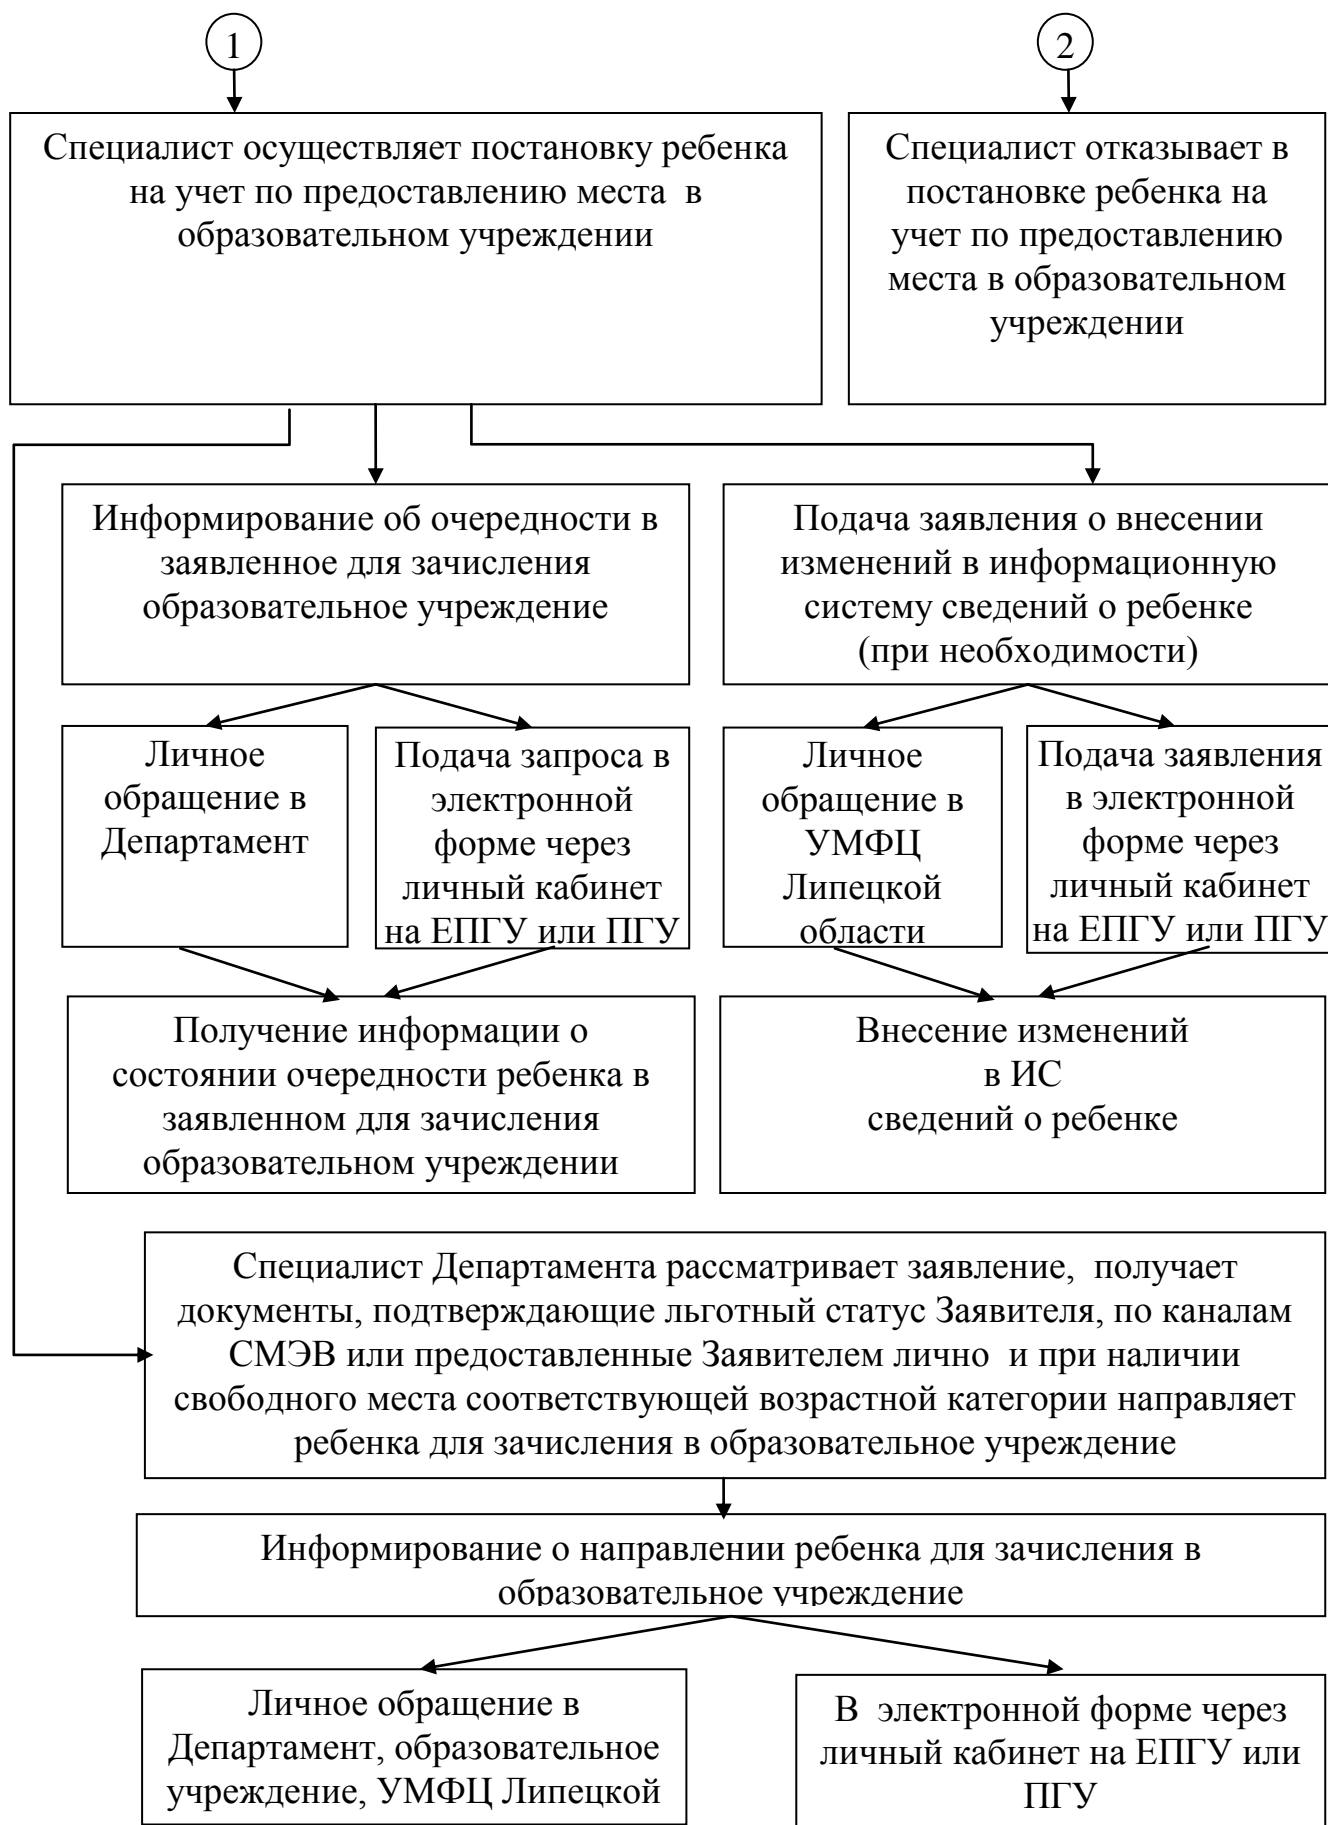 1
2
Специалист осуществляет постановку ребенка
на учет по предоставлению места в
образовательном учреждении
Специалист отказывает в
постановке ребенка на
учет по предоставлению
места в образовательном
учреждении
Информирование об очередности в
заявленное для зачисления
образовательное учреждение
Подача заявления о внесении
изменений в информационную
систему сведений о ребенке
(при необходимости)
Личное
обращение в
Департамент
Подача запроса в
электронной
форме через
личный кабинет
на ЕПГУ или ПГУ
Личное
обращение в
УМФЦ
Липецкой
области
Подача заявления
в электронной
форме через
личный кабинет
на ЕПГУ или ПГУ
Получение информации о
состоянии очередности ребенка в
заявленном для зачисления
образовательном учреждении
Внесение изменений
в ИС
сведений о ребенке
Специалист Департамента рассматривает заявление, получает
документы, подтверждающие льготный статус Заявителя, по каналам
СМЭВ или предоставленные Заявителем лично и при наличии
свободного места соответствующей возрастной категории направляет
ребенка для зачисления в образовательное учреждение
Информирование о направлении ребенка для зачисления в
образовательное учреждение
Личное обращение в
Департамент, образовательное
учреждение, УМФЦ Липецкой
В электронной форме через
личный кабинет на ЕПГУ или
ПГУ